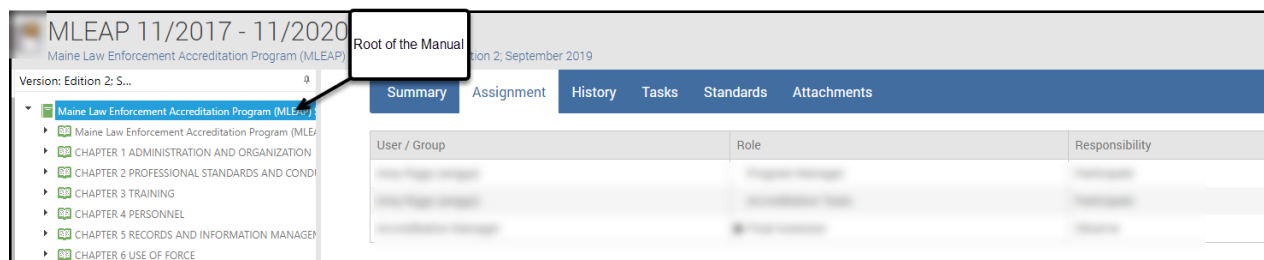 MLEAP 11/2017 - 11/2020
Root of the Manual
Maine Law Enforcement Accreditation Program (MLEAP)
tion 2; September 2019
Version: Edition 2; S...
Summary Assignment History Tasks Standards Attachments
Maine Law Enforcement Accreditation Program (MLEAP) S
Maine Law Enforcement Accreditation Program (MLEA
CHAPTER 1 ADMINISTRATION AND ORGANIZATION
CHAPTER 2 PROFESSIONAL STANDARDS AND COND
CHAPTER 3 TRAINING
CHAPTER 4 PERSONNEL
CHAPTER 5 RECORDS AND INFORMATION MANAGEM
CHAPTER 6 USE OF FORCE
User / Group Role Responsibility